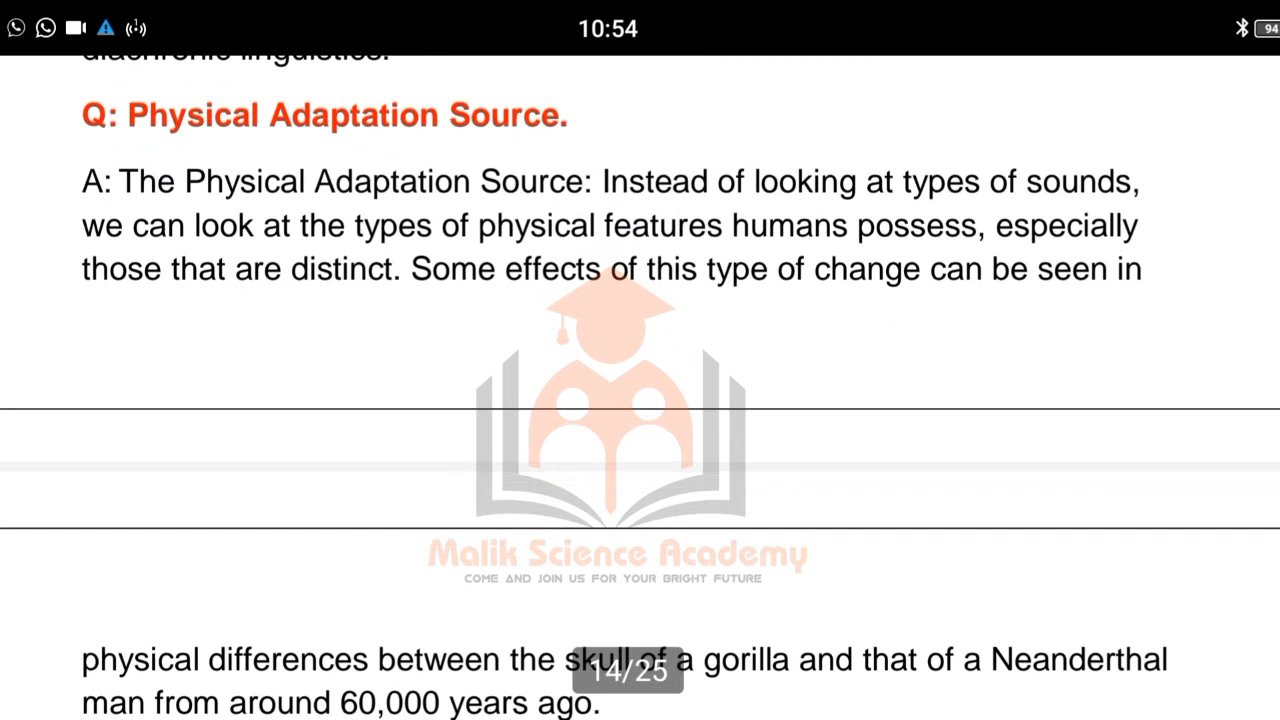 10:54
94
diachronic linguistics.
Q: Physical Adaptation Source.
A: The Physical Adaptation Source: Instead of looking at types of sounds,
we can look at the types of physical features humans possess, especially
those that are distinct. Some effects of this type of change can be seen in
Malik Science Academy
COME AND JOIN US FOR YOUR BRIGHT FUTURE
physical differences between the skull of a gorilla and that of a Neanderthal
14/25
man from around 60,000 years ago.